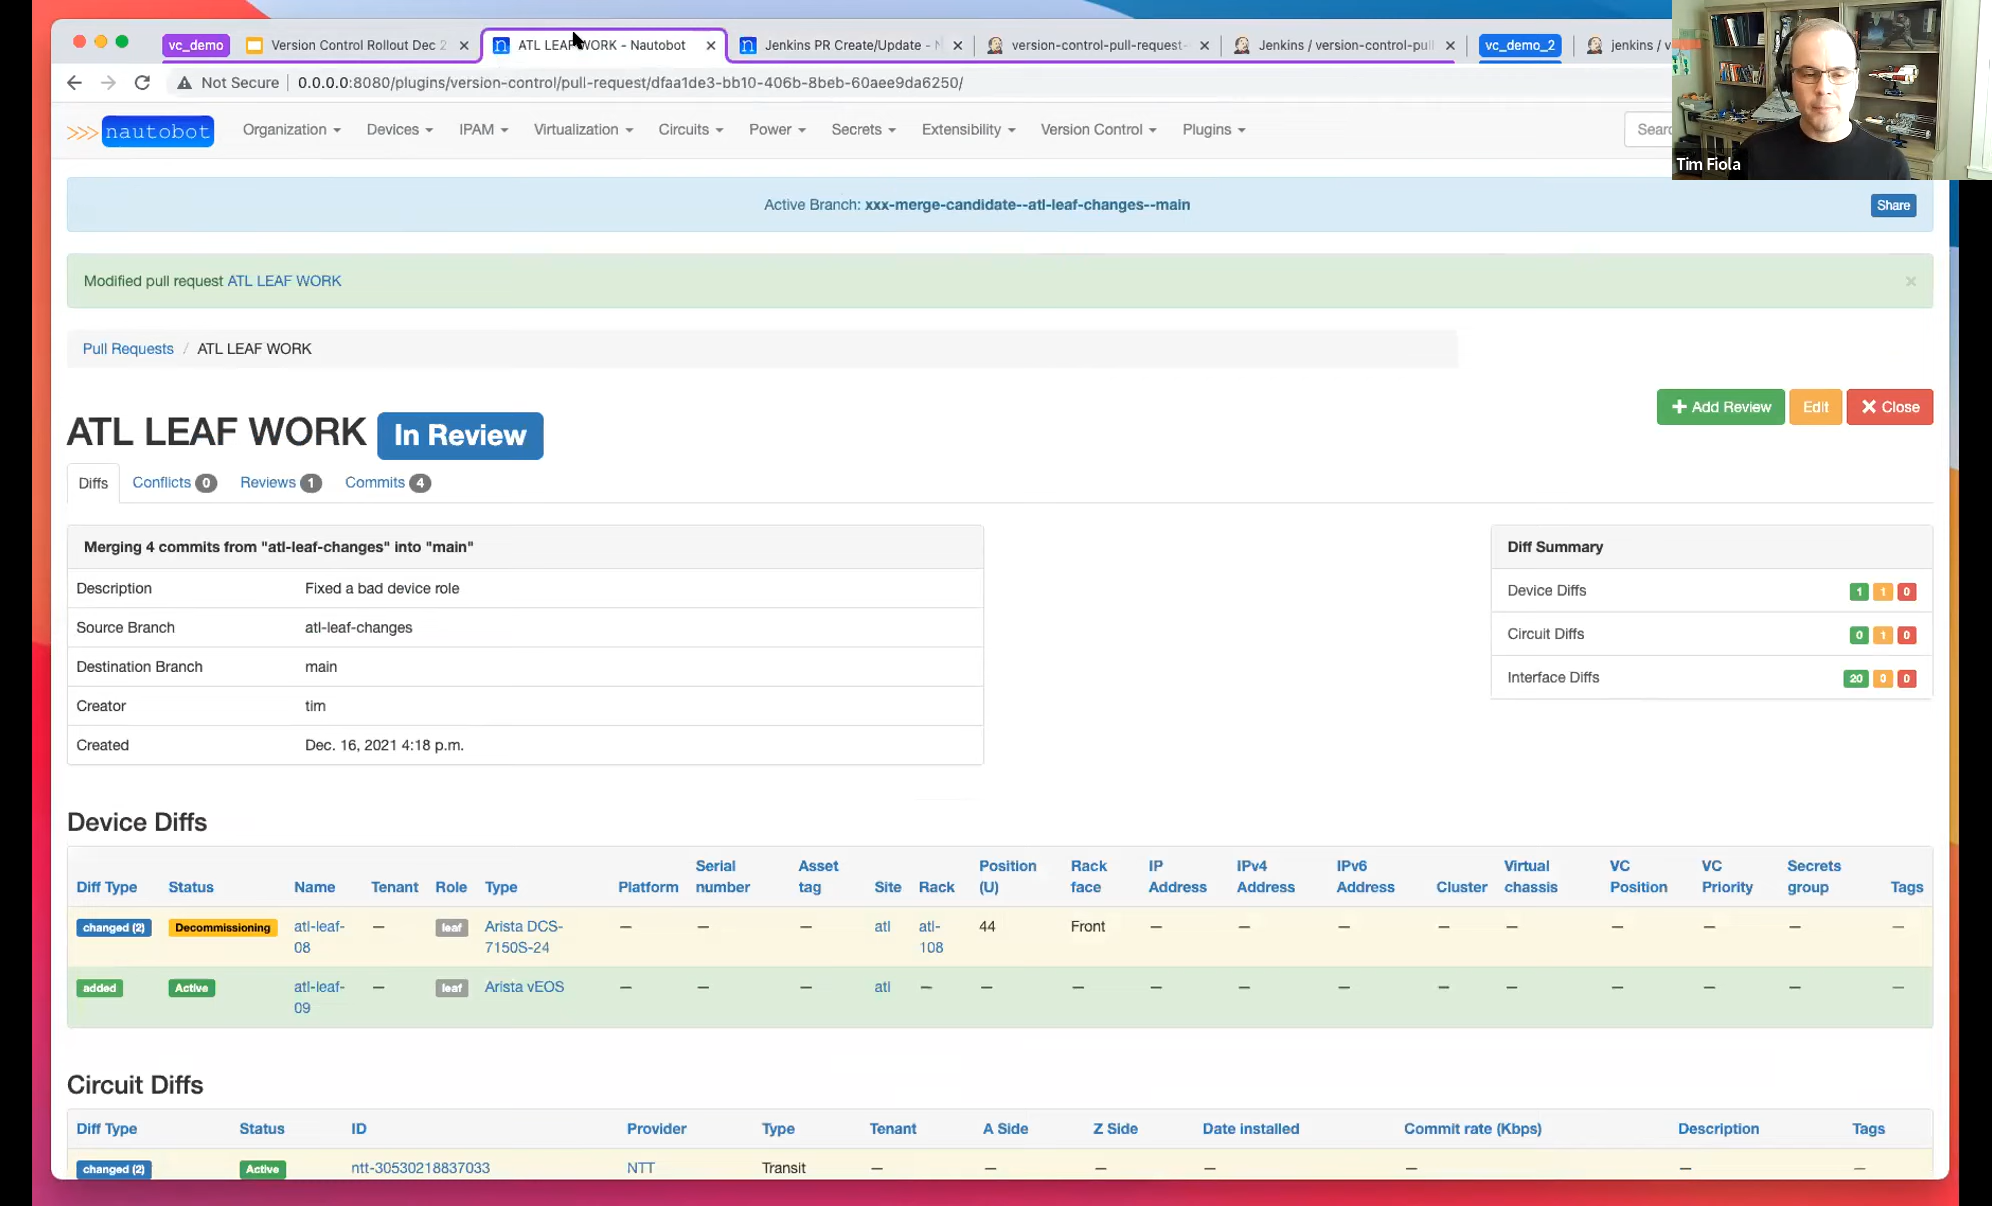 vc_demo
Version Control Rollout Dec 2
ATL LEAF WORK - Nautobot
Jenkins PR Create/Update -
version-control-pull-request-
Jenkins / version-control-pull
vc_demo_2
jenkins / v
Not Secure
0.0.0.0:8080/plugins/version-control/pull-request/dfaa1de3-bb10-406b-8beb-60aee9da6250/
>>> nautobot
Organization
Devices
IPAM
Virtualization
Circuits
Power
Secrets
Extensibility
Version Control
Plugins
Searc
Tim Fiola
Active Branch: xxx-merge-candidate--atl-leaf-changes--main
Share
Modified pull request ATL LEAF WORK
×
Pull Requests / ATL LEAF WORK
Add Review
Edit
Close
ATL LEAF WORK In Review
Diffs
Conflicts 0
Reviews 1
Commits 4
Merging 4 commits from "atl-leaf-changes" into "main"
Description Fixed a bad device role
Source Branch atl-leaf-changes
Destination Branch main
Creator tim
Created Dec. 16, 2021 4:18 p.m.
Diff Summary
Device Diffs 1 1 0
Circuit Diffs 0 1 0
Interface Diffs 20 0 0
Device Diffs
Diff Type Status Name Tenant Role Type Platform Serial number Asset tag Site Rack Position (U) Rack face IP Address IPv4 Address IPv6 Address Cluster Virtual chassis VC Position VC Priority Secrets group Tags
changed (2) Decommissioning atl-leaf-08 — leaf Arista DCS-7150S-24 — — — atl atl-108 44 Front — — — — — — — — —
added Active atl-leaf-09 — leaf Arista vEOS — — — atl — — — — — — — — — — — —
Circuit Diffs
Diff Type Status ID Provider Type Tenant A Side Z Side Date installed Commit rate (Kbps) Description Tags
changed (2) Active ntt-30530218837033 NTT Transit — — — — — — —